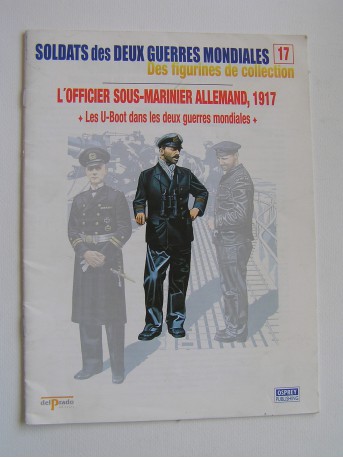 SOLDATS des DEUX GUERRES MONDIALES 17
Des figurines de collection
L'OFFICIER SOUS-MARINIER ALLEMAND, 1917
+ Les U-Boot dans les deux guerres mondiales +
delPrado
OSPREY
PUBLISHING